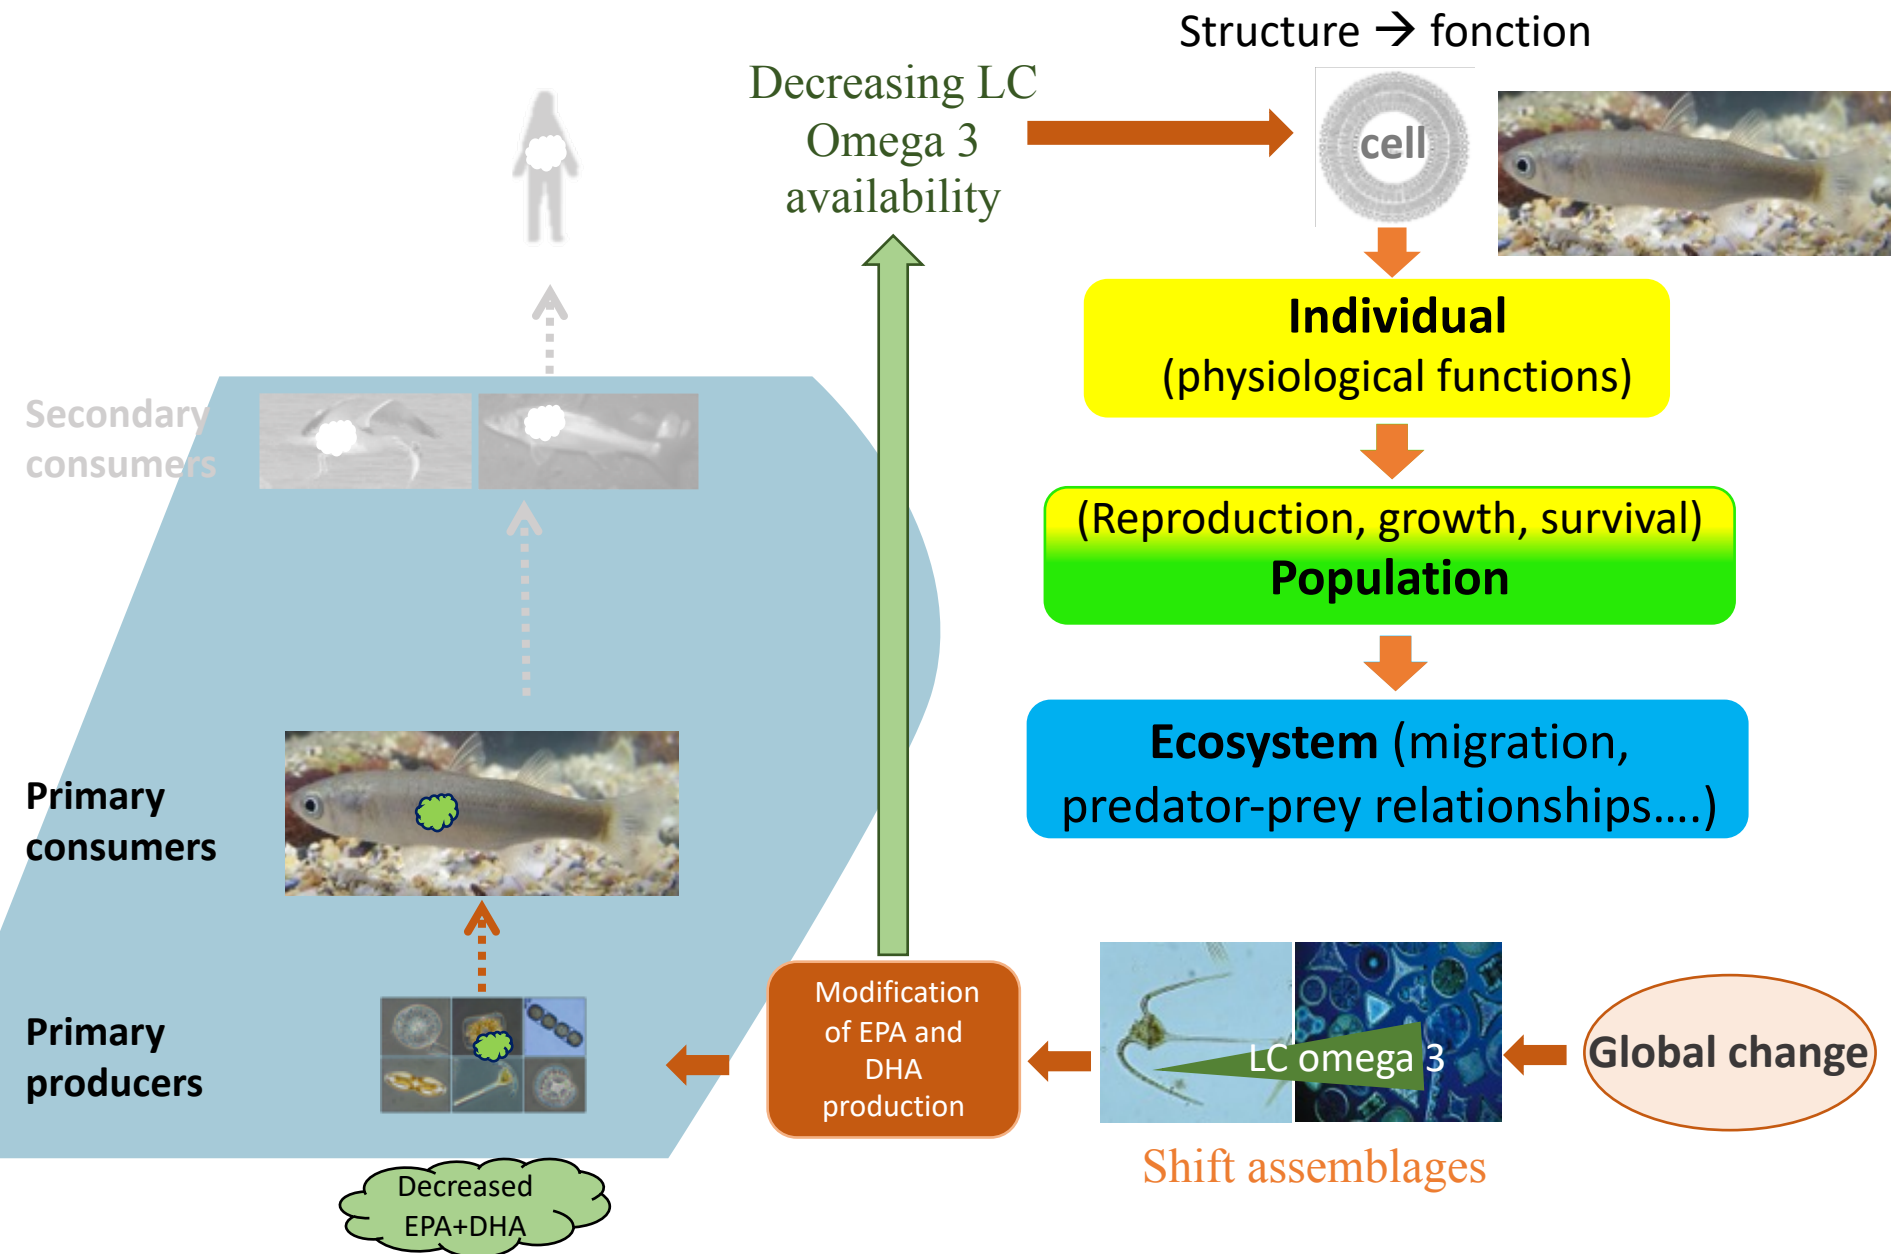 Structure → fonction
Decreasing LC
Omega 3
availability
cell
Individual
(physiological functions)
Secondary
consumers
(Reproduction, growth, survival)
Population
Ecosystem (migration,
predator-prey relationships....)
Primary
consumers
Primary
producers
Modification
of EPA and
DHA
production
LC omega 3
Global change
Shift assemblages
Decreased
EPA+DHA